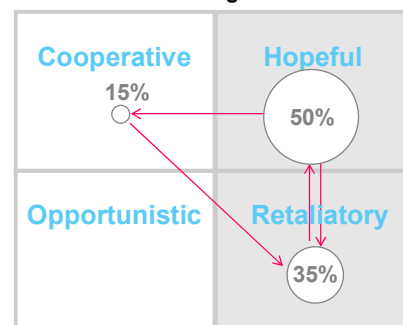 Cooperative
Hopeful
15%
50%
Opportunistic
Retaliatory
35%